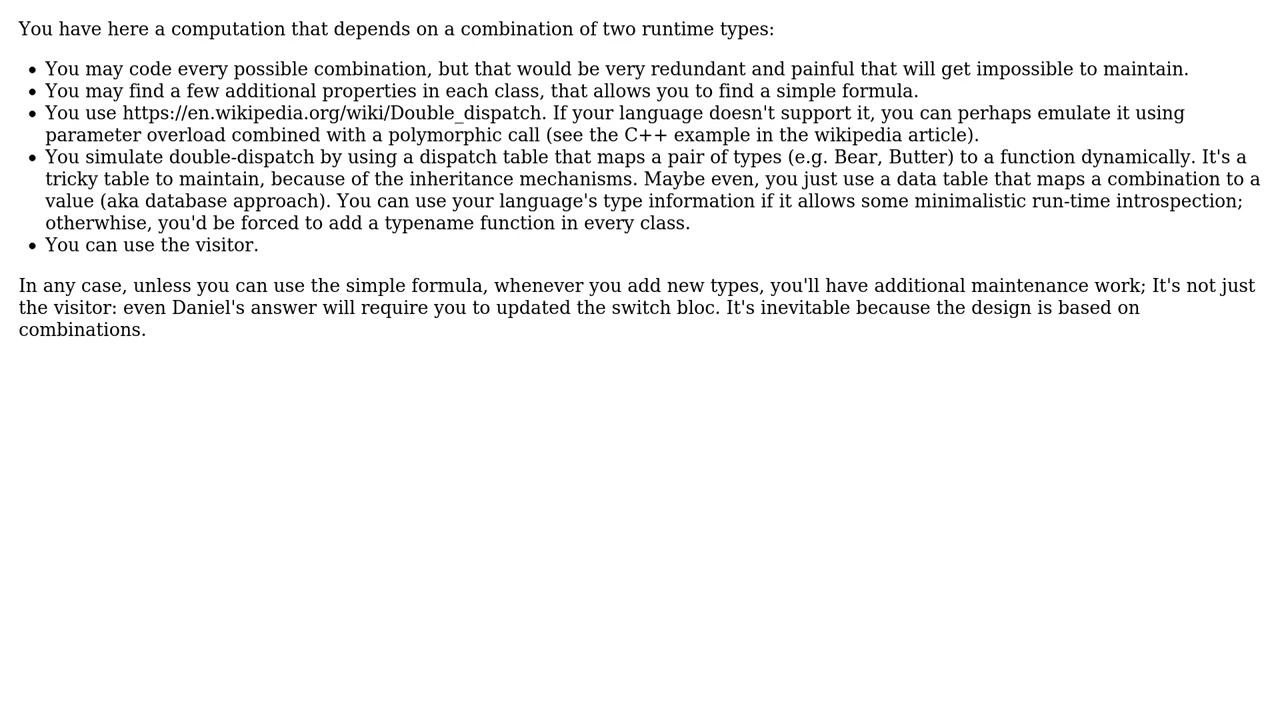 You have here a computation that depends on a combination of two runtime types:
• You may code every possible combination, but that would be very redundant and painful that will get impossible to maintain.
• You may find a few additional properties in each class, that allows you to find a simple formula.
• You use https://en.wikipedia.org/wiki/Double_dispatch. If your language doesn't support it, you can perhaps emulate it using
parameter overload combined with a polymorphic call (see the C++ example in the wikipedia article).
• You simulate double-dispatch by using a dispatch table that maps a pair of types (e.g. Bear, Butter) to a function dynamically. It's a
tricky table to maintain, because of the inheritance mechanisms. Maybe even, you just use a data table that maps a combination to a
value (aka database approach). You can use your language's type information if it allows some minimalistic run-time introspection;
otherwhise, you'd be forced to add a typename function in every class.
• You can use the visitor.
In any case, unless you can use the simple formula, whenever you add new types, you'll have additional maintenance work; It's not just
the visitor: even Daniel's answer will require you to updated the switch bloc. It's inevitable because the design is based on
combinations.